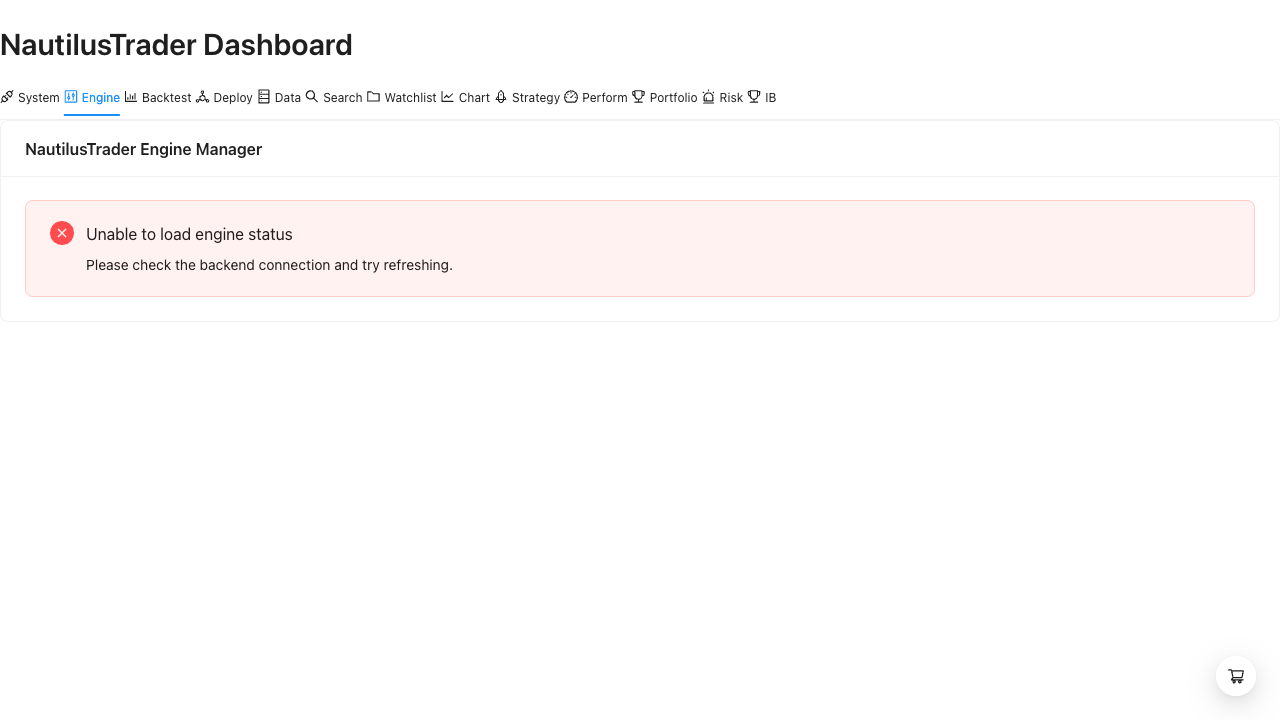 NautilusTrader Dashboard
System Engine Backtest Deploy Data Search Watchlist Chart Strategy Perform Portfolio Risk IB
NautilusTrader Engine Manager
Unable to load engine status
Please check the backend connection and try refreshing.